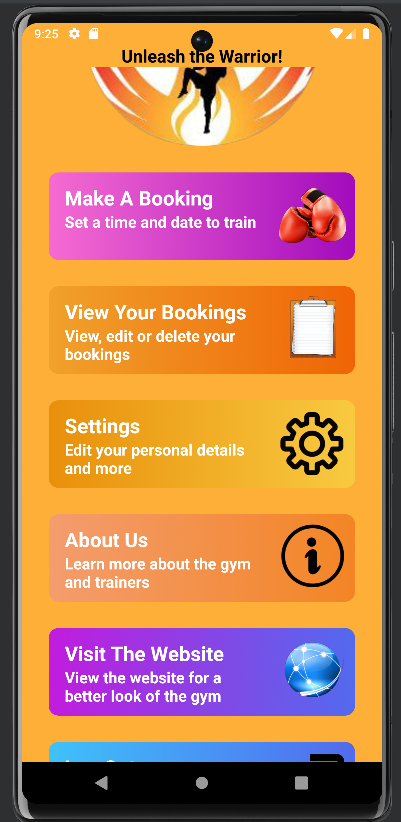 9:25
Unleash the Warrior!
Make A Booking
Set a time and date to train
View Your Bookings
View, edit or delete your
bookings
Settings
Edit your personal details
and more
About Us
Learn more about the gym
and trainers
Visit The Website
View the website for a
better look of the gym